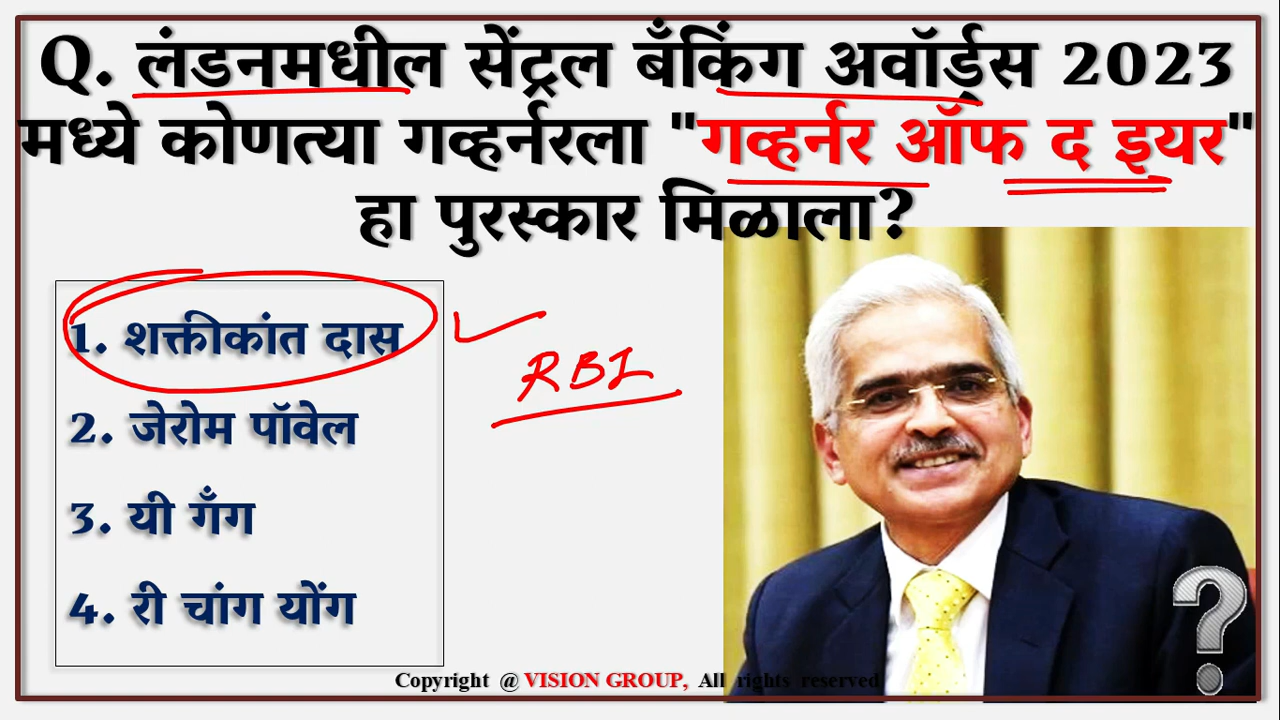 Q. लंडनमधील सेंट्रल बँकिंग अवॉर्ड्स 2023
मध्ये कोणत्या गव्हर्नरला "गव्हर्नर ऑफ द इयर"
हा पुरस्कार मिळाला?
1. शक्तीकांत दास
RBI
2. जेरोम पॉवेल
3. यी गँग
4. री चांग योंग
?
Copyright @ VISION GROUP, All rights reserved